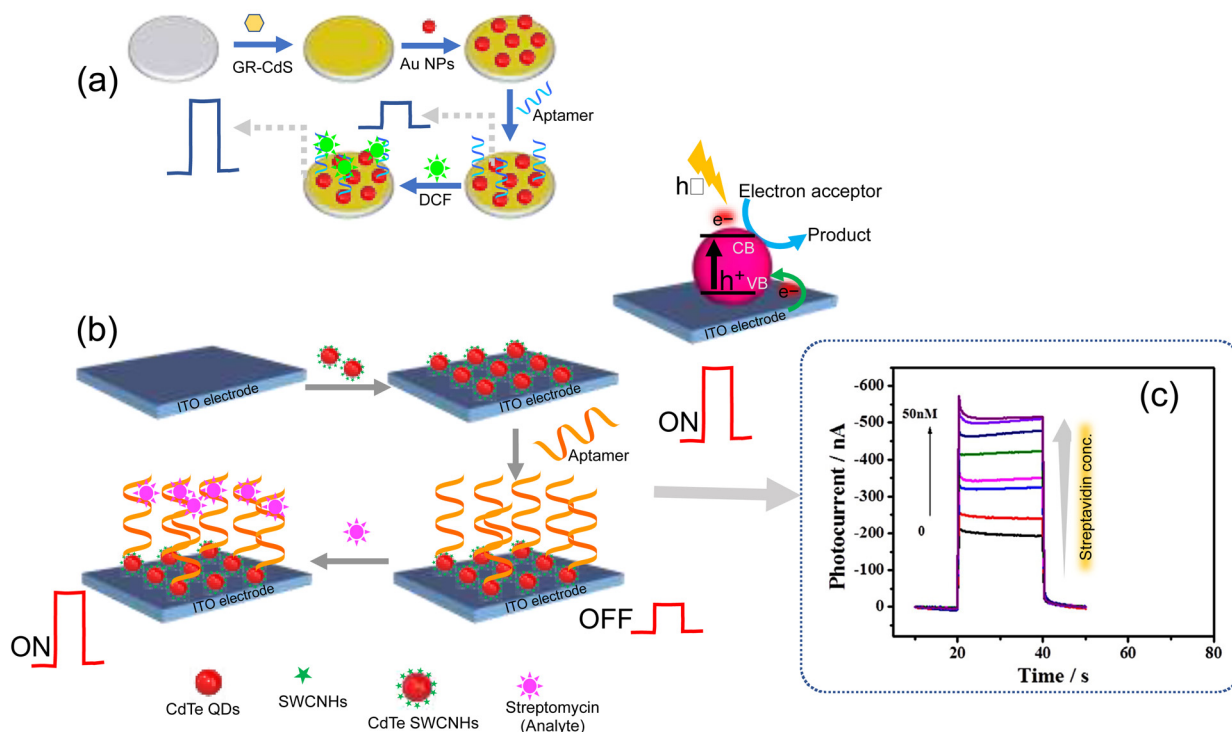 (a)
GR-CdS
Au NPs
Aptamer
DCF
h□
e−
Electron acceptor
Product
CB
h+
VB
e−
ITO electrode
(b)
ITO electrode
ITO electrode
ON
Aptamer
ITO electrode
ITO electrode
ON
OFF
CdTe QDs
SWCNHs
CdTe SWCNHs
Streptomycin
(Analyte)
(c)
Photocurrent / nA
-600
-500
-400
-300
-200
-100
0
50nM
0
Streptavidin conc.
20
40
60
80
Time / s